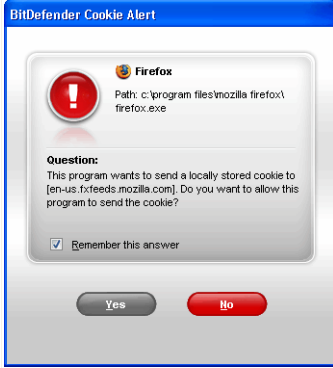 BitDefender Cookie Alert
Firefox
Path: c:\program files\mozilla firefox\
firefox.exe
Question:
This program wants to send a locally stored cookie to
[en-us.fxfeeds.mozilla.com]. Do you want to allow this
program to send the cookie?
Remember this answer
Yes
No